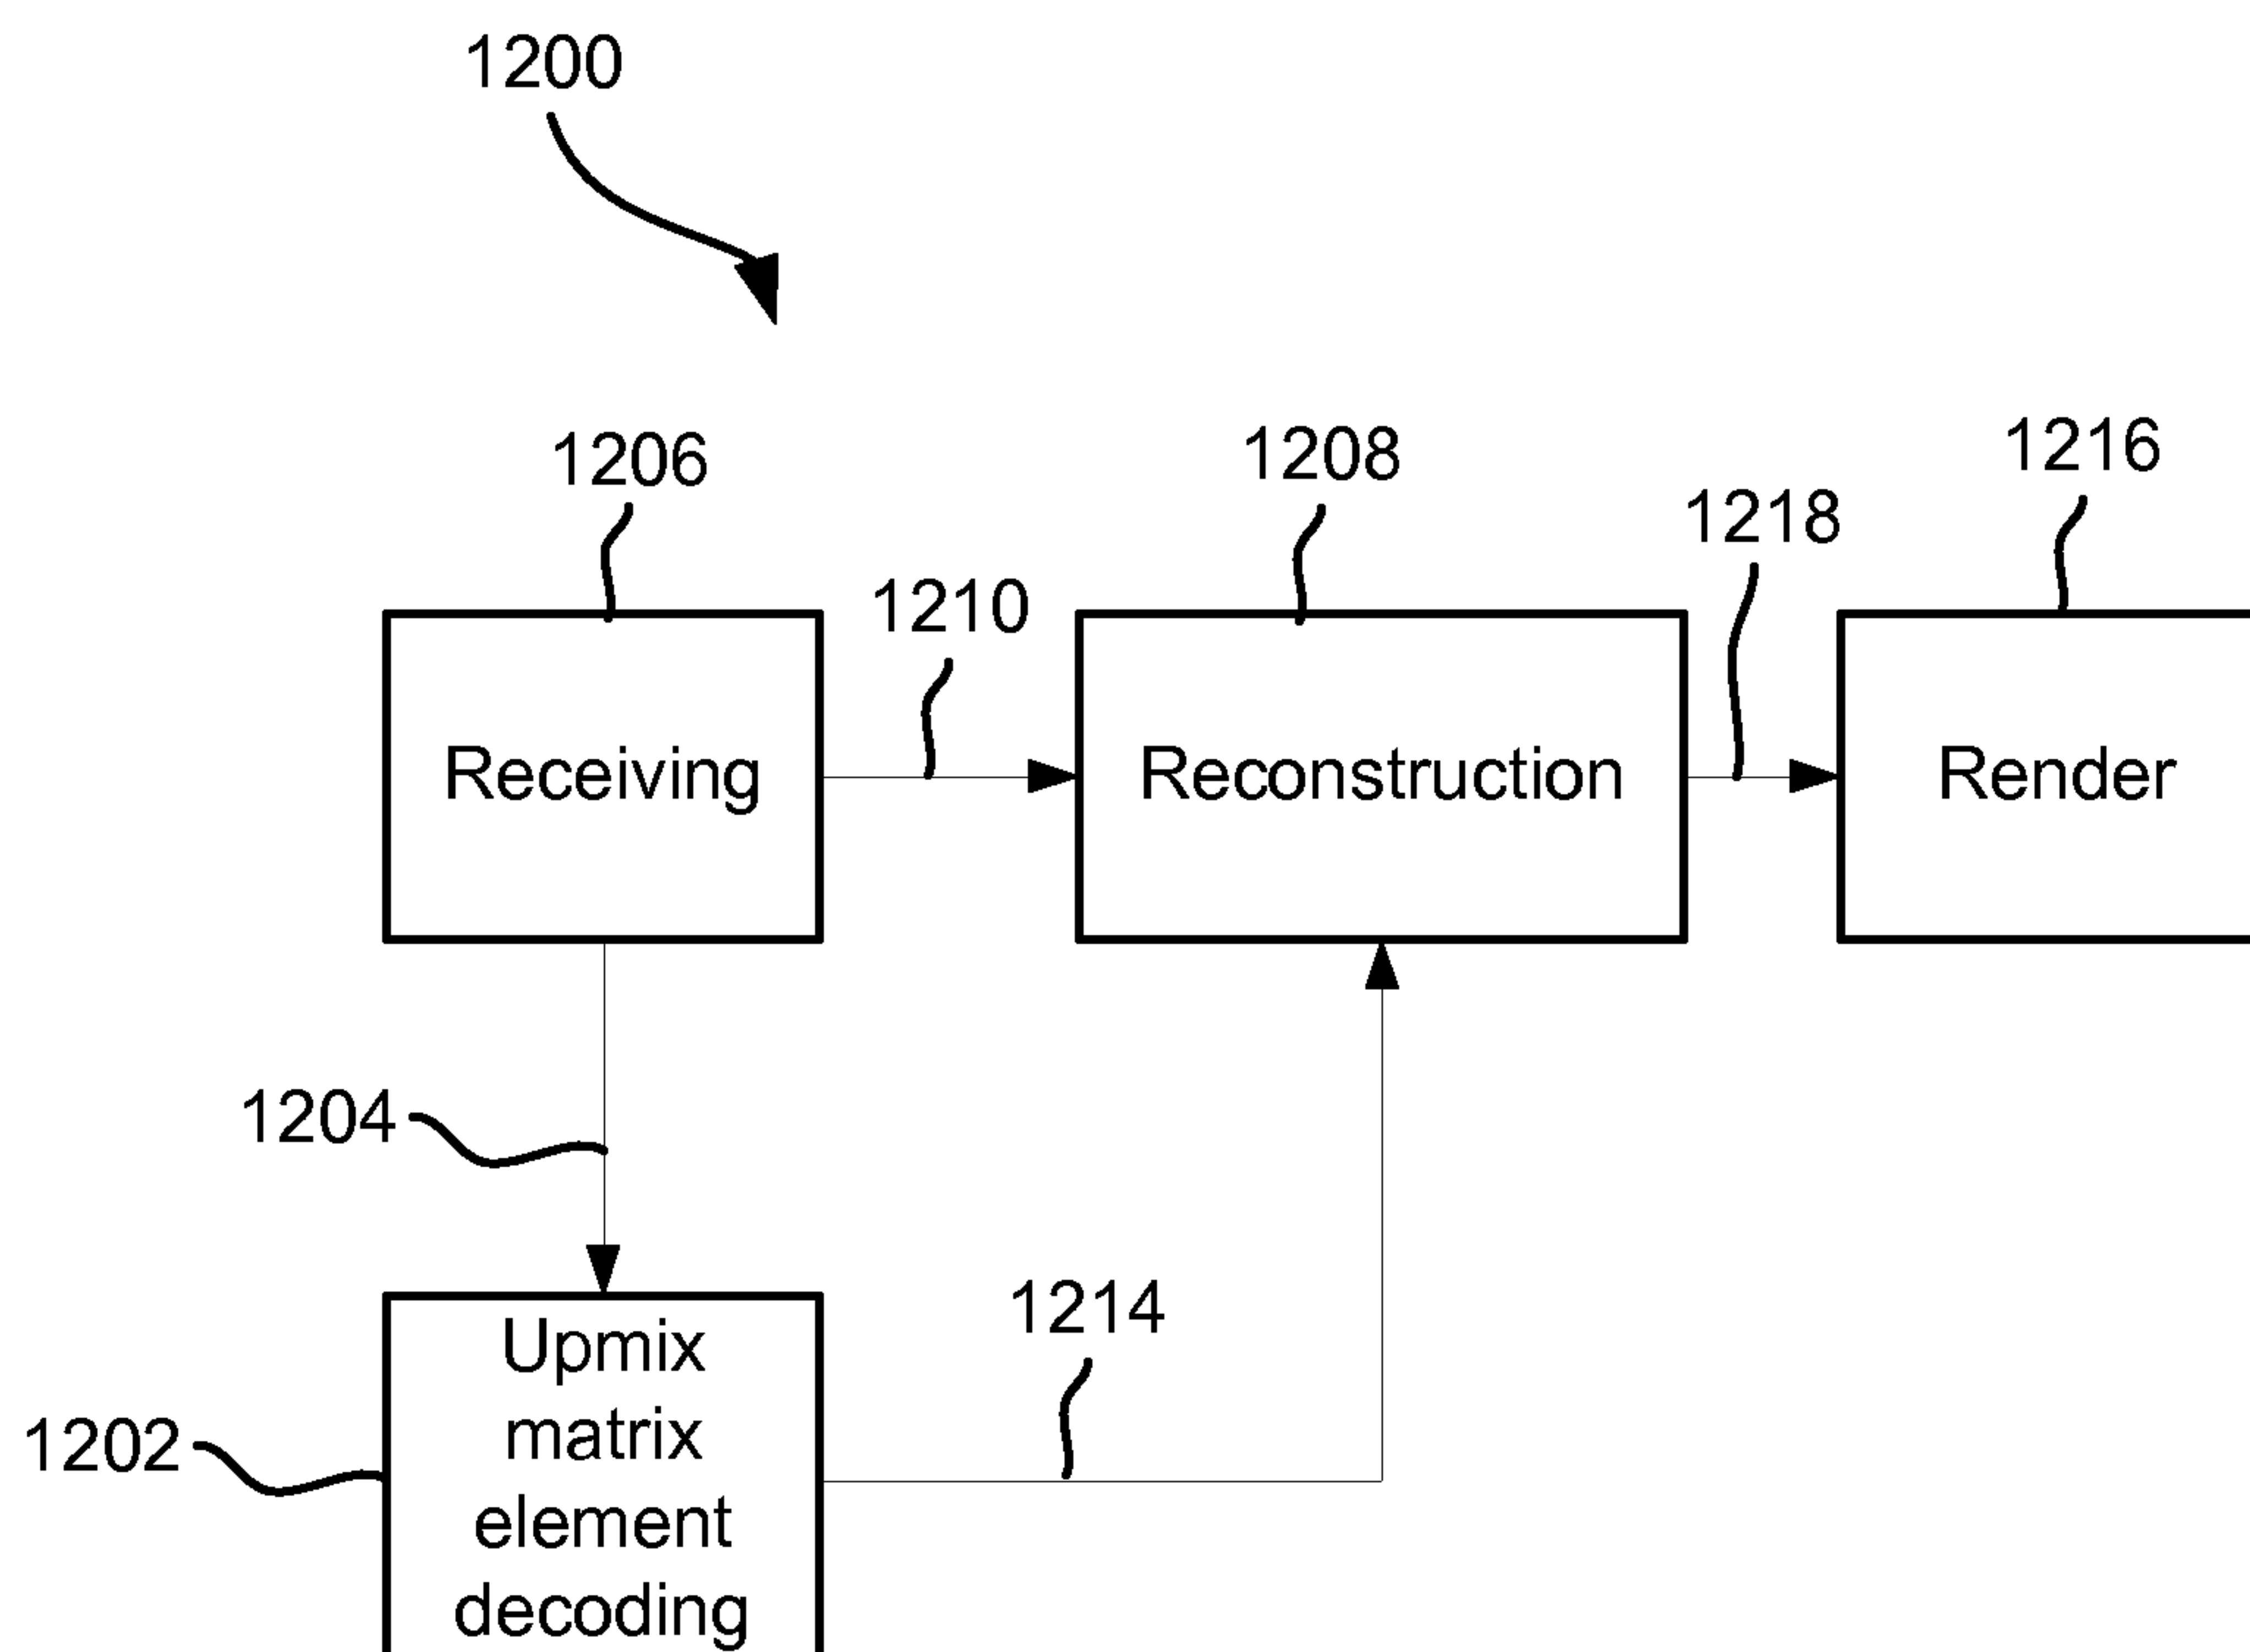 1200
1206
1208
1216
1218
1210
Receiving
Reconstruction
Render
1204
1214
1202
Upmix
matrix
element
decoding